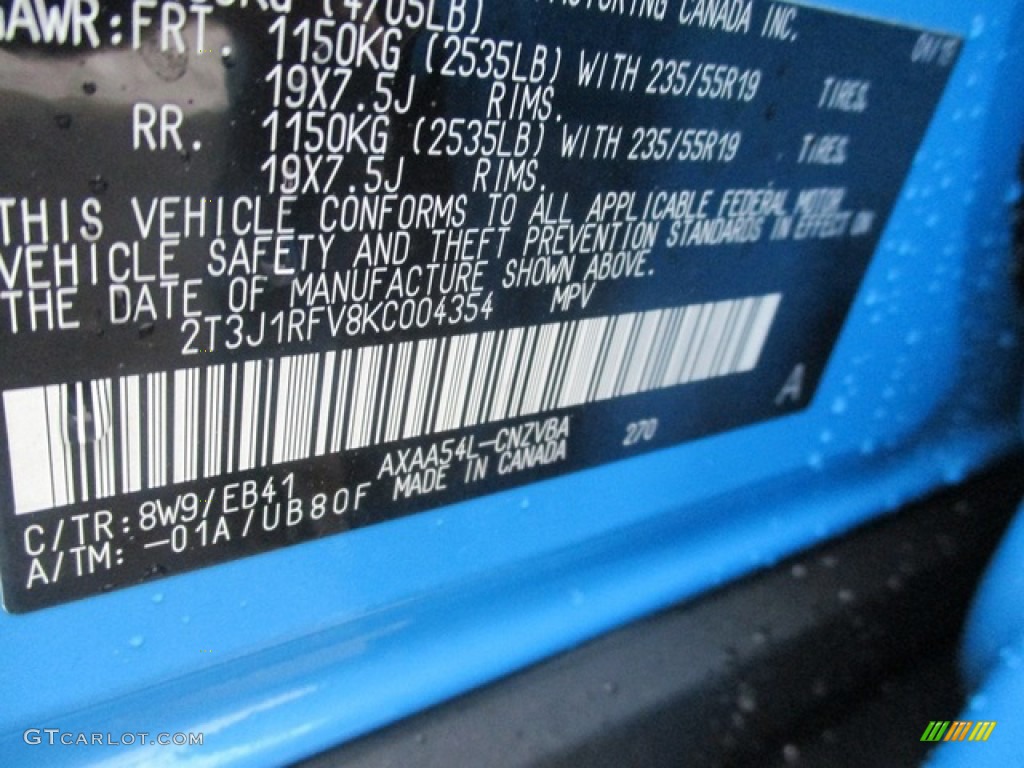 (4705LB)
CANADA INC.
GAWR:FRT. 1150KG (2535LB) WITH 235/55R19 TIRES.
19X7.5J RIMS.
RR. 1150KG (2535LB) WITH 235/55R19 TIRES.
19X7.5J RIMS.
THIS VEHICLE CONFORMS TO ALL APPLICABLE FEDERAL MOTOR
VEHICLE SAFETY AND THEFT PREVENTION STANDARDS IN EFFECT ON
THE DATE OF MANUFACTURE SHOWN ABOVE.
2T3J1RFV8KC004354 MPV
A
C/TR:8W9/EB41 AXAA54L-CNZVBA 270
A/TM: -01A/UB80F MADE IN CANADA
GTCARLOT.COM